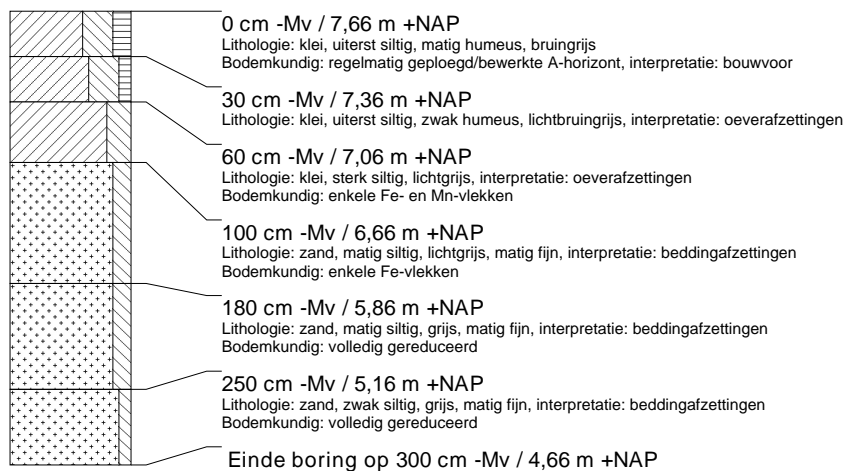 0 cm -Mv / 7,66 m +NAP
Lithologie: klei, uiterst siltig, matig humeus, bruingrijs
Bodemkundig: regelmatig geploegd/bewerkte A-horizont, interpretatie: bouwvoor
30 cm -Mv / 7,36 m +NAP
Lithologie: klei, uiterst siltig, zwak humeus, lichtbruingrijs, interpretatie: oeverafzettingen
60 cm -Mv / 7,06 m +NAP
Lithologie: klei, sterk siltig, lichtgrijs, interpretatie: oeverafzettingen
Bodemkundig: enkele Fe- en Mn-vlekken
100 cm -Mv / 6,66 m +NAP
Lithologie: zand, matig siltig, lichtgrijs, matig fijn, interpretatie: beddingafzettingen
Bodemkundig: enkele Fe-vlekken
180 cm -Mv / 5,86 m +NAP
Lithologie: zand, matig siltig, grijs, matig fijn, interpretatie: beddingafzettingen
Bodemkundig: volledig gereduceerd
250 cm -Mv / 5,16 m +NAP
Lithologie: zand, zwak siltig, grijs, matig fijn, interpretatie: beddingafzettingen
Bodemkundig: volledig gereduceerd
Einde boring op 300 cm -Mv / 4,66 m +NAP